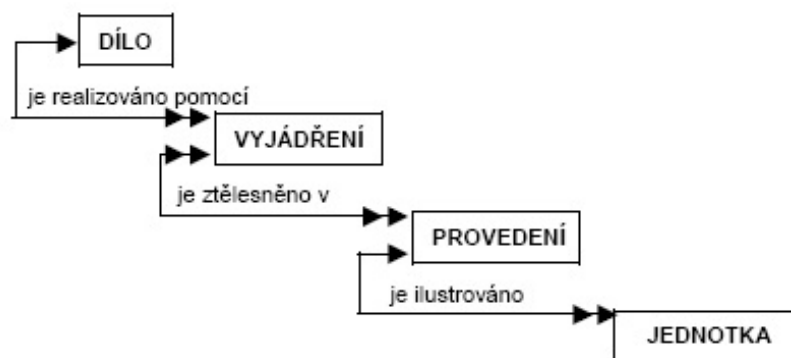 DÍLO
je realizováno pomocí
VYJÁDŘENÍ
je ztělesněno v
PROVEDENÍ
je ilustrováno
JEDNOTKA